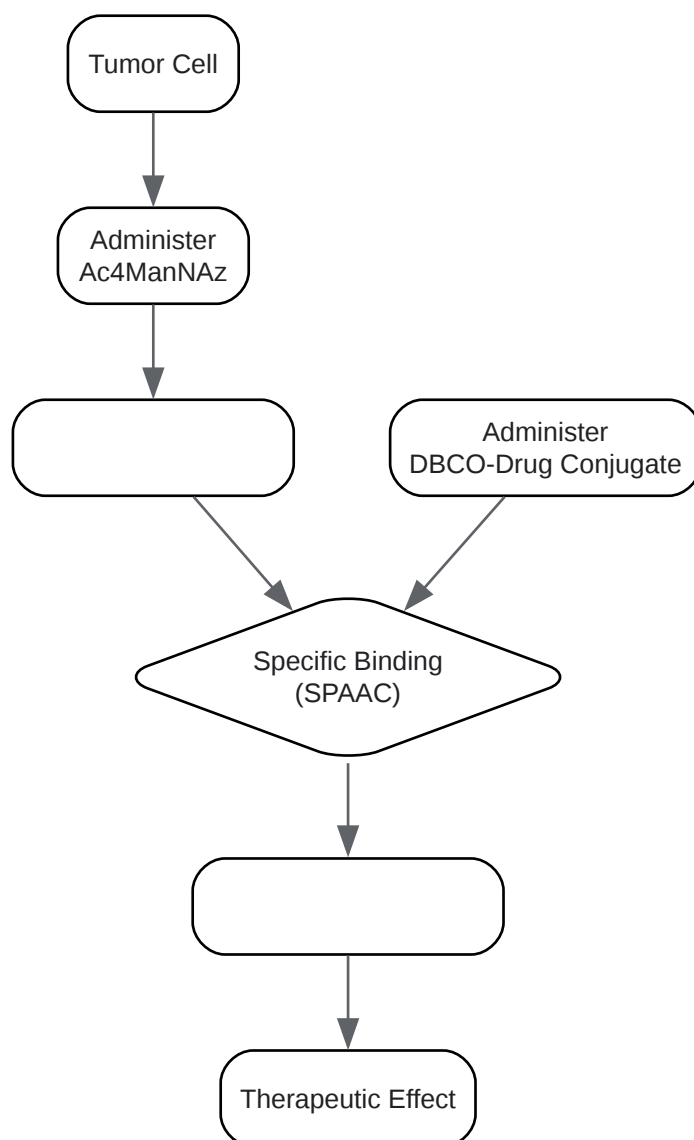 Tumor Cell
Administer
Ac4ManNAz
Administer
DBCO-Drug Conjugate
Specific Binding
(SPAAC)
Therapeutic Effect